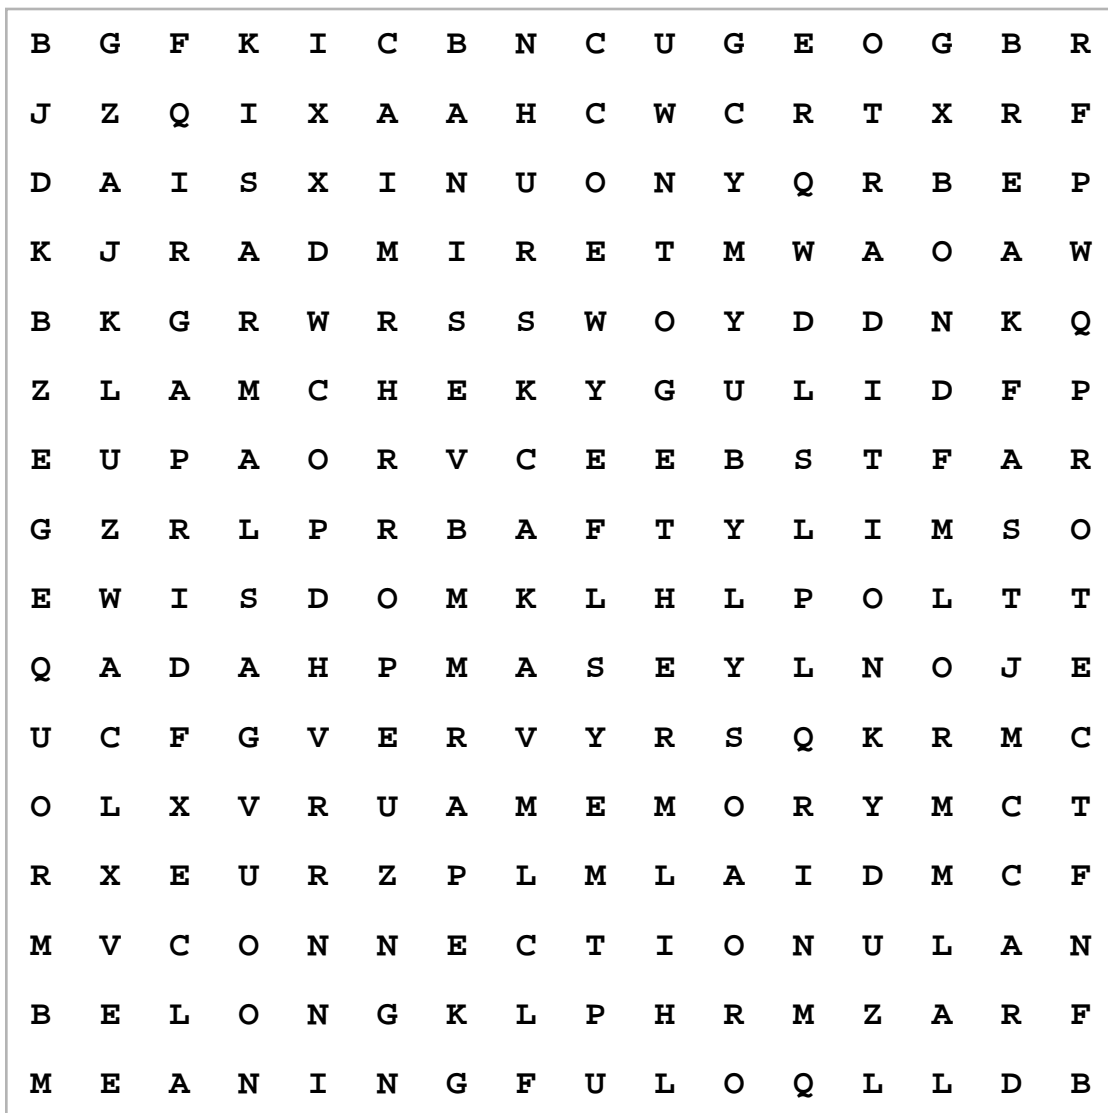 B G F K I C B N C U G E O G B R
J Z Q I X A A H C W C R T X R F
D A I S X I N U O N Y Q R B E P
K J R A D M I R E T M W A O A W
B K G R W R S S W O Y D D N K Q
Z L A M C H E K Y G U L I D F P
E U P A O R V C E E B S T F A R
G Z R L P R B A F T Y L I M S O
E W I S D O M K L H L P O L T T
Q A D A H P M A S E Y L N O J E
U C F G V E R V Y R S Q K R M C
O L X V R U A M E M O R Y M C T
R X E U R Z P L M L A I D M C F
M V C O N N E C T I O N U L A N
B E L O N G K L P H R M Z A R F
M E A N I N G F U L O Q L L D B